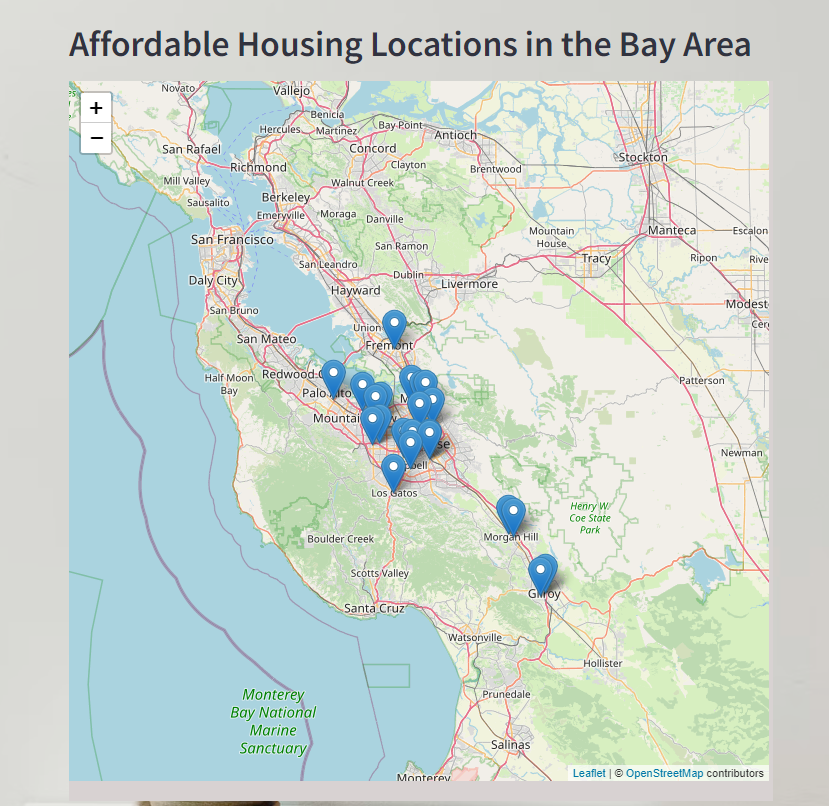 Affordable Housing Locations in the Bay Area
+
−
Novato
Vallejo
Benicia
Hercules
Martinez
Bay Point
Antioch
San Rafael
Concord
Stockton
Richmond
Clayton
Brentwood
Mill Valley
Walnut Creek
Sausalito
Berkeley
Emeryville
Moraga
Danville
Manteca
Escalon
Mountain
House
San Francisco
San Ramon
Tracy
Ripon
San Leandro
Dublin
Daly City
Hayward
Livermore
San Bruno
Union
Fremont
San Mateo
Redwood
Half Moon
Bay
Palo Alto
Patterson
Mountain
Newman
Los Gatos
Henry W
Coe State
Park
Boulder Creek
Morgan Hill
Scotts Valley
Gilroy
Santa Cruz
Watsonville
Hollister
Monterey
Bay National
Marine
Sanctuary
Prunedale
Salinas
Monterey
Leaflet | © OpenStreetMap contributors